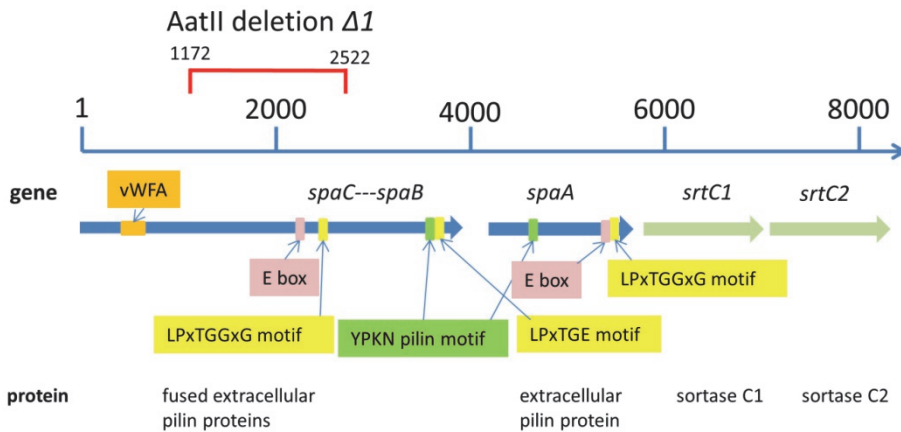 AatII deletion Δ1
1172 2522
1 2000 4000 6000 8000
vWFA
gene spaC---spaB spaA srtC1 srtC2
E box E box LPxTGGxG motif
LPxTGGxG motif YPKN pilin motif LPxTGE motif
protein fused extracellular extracellular sortase C1 sortase C2
pilin proteins pilin protein